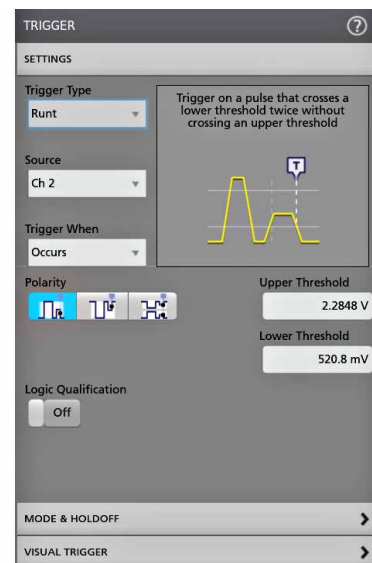 TRIGGER ?
SETTINGS
Trigger Type
Runt
Trigger on a pulse that crosses a
lower threshold twice without
crossing an upper threshold
T
Source
Ch 2
Trigger When
Occurs
Polarity
Upper Threshold
2.2848 V
Lower Threshold
520.8 mV
Logic Qualification
Off
MODE & HOLDOFF
VISUAL TRIGGER